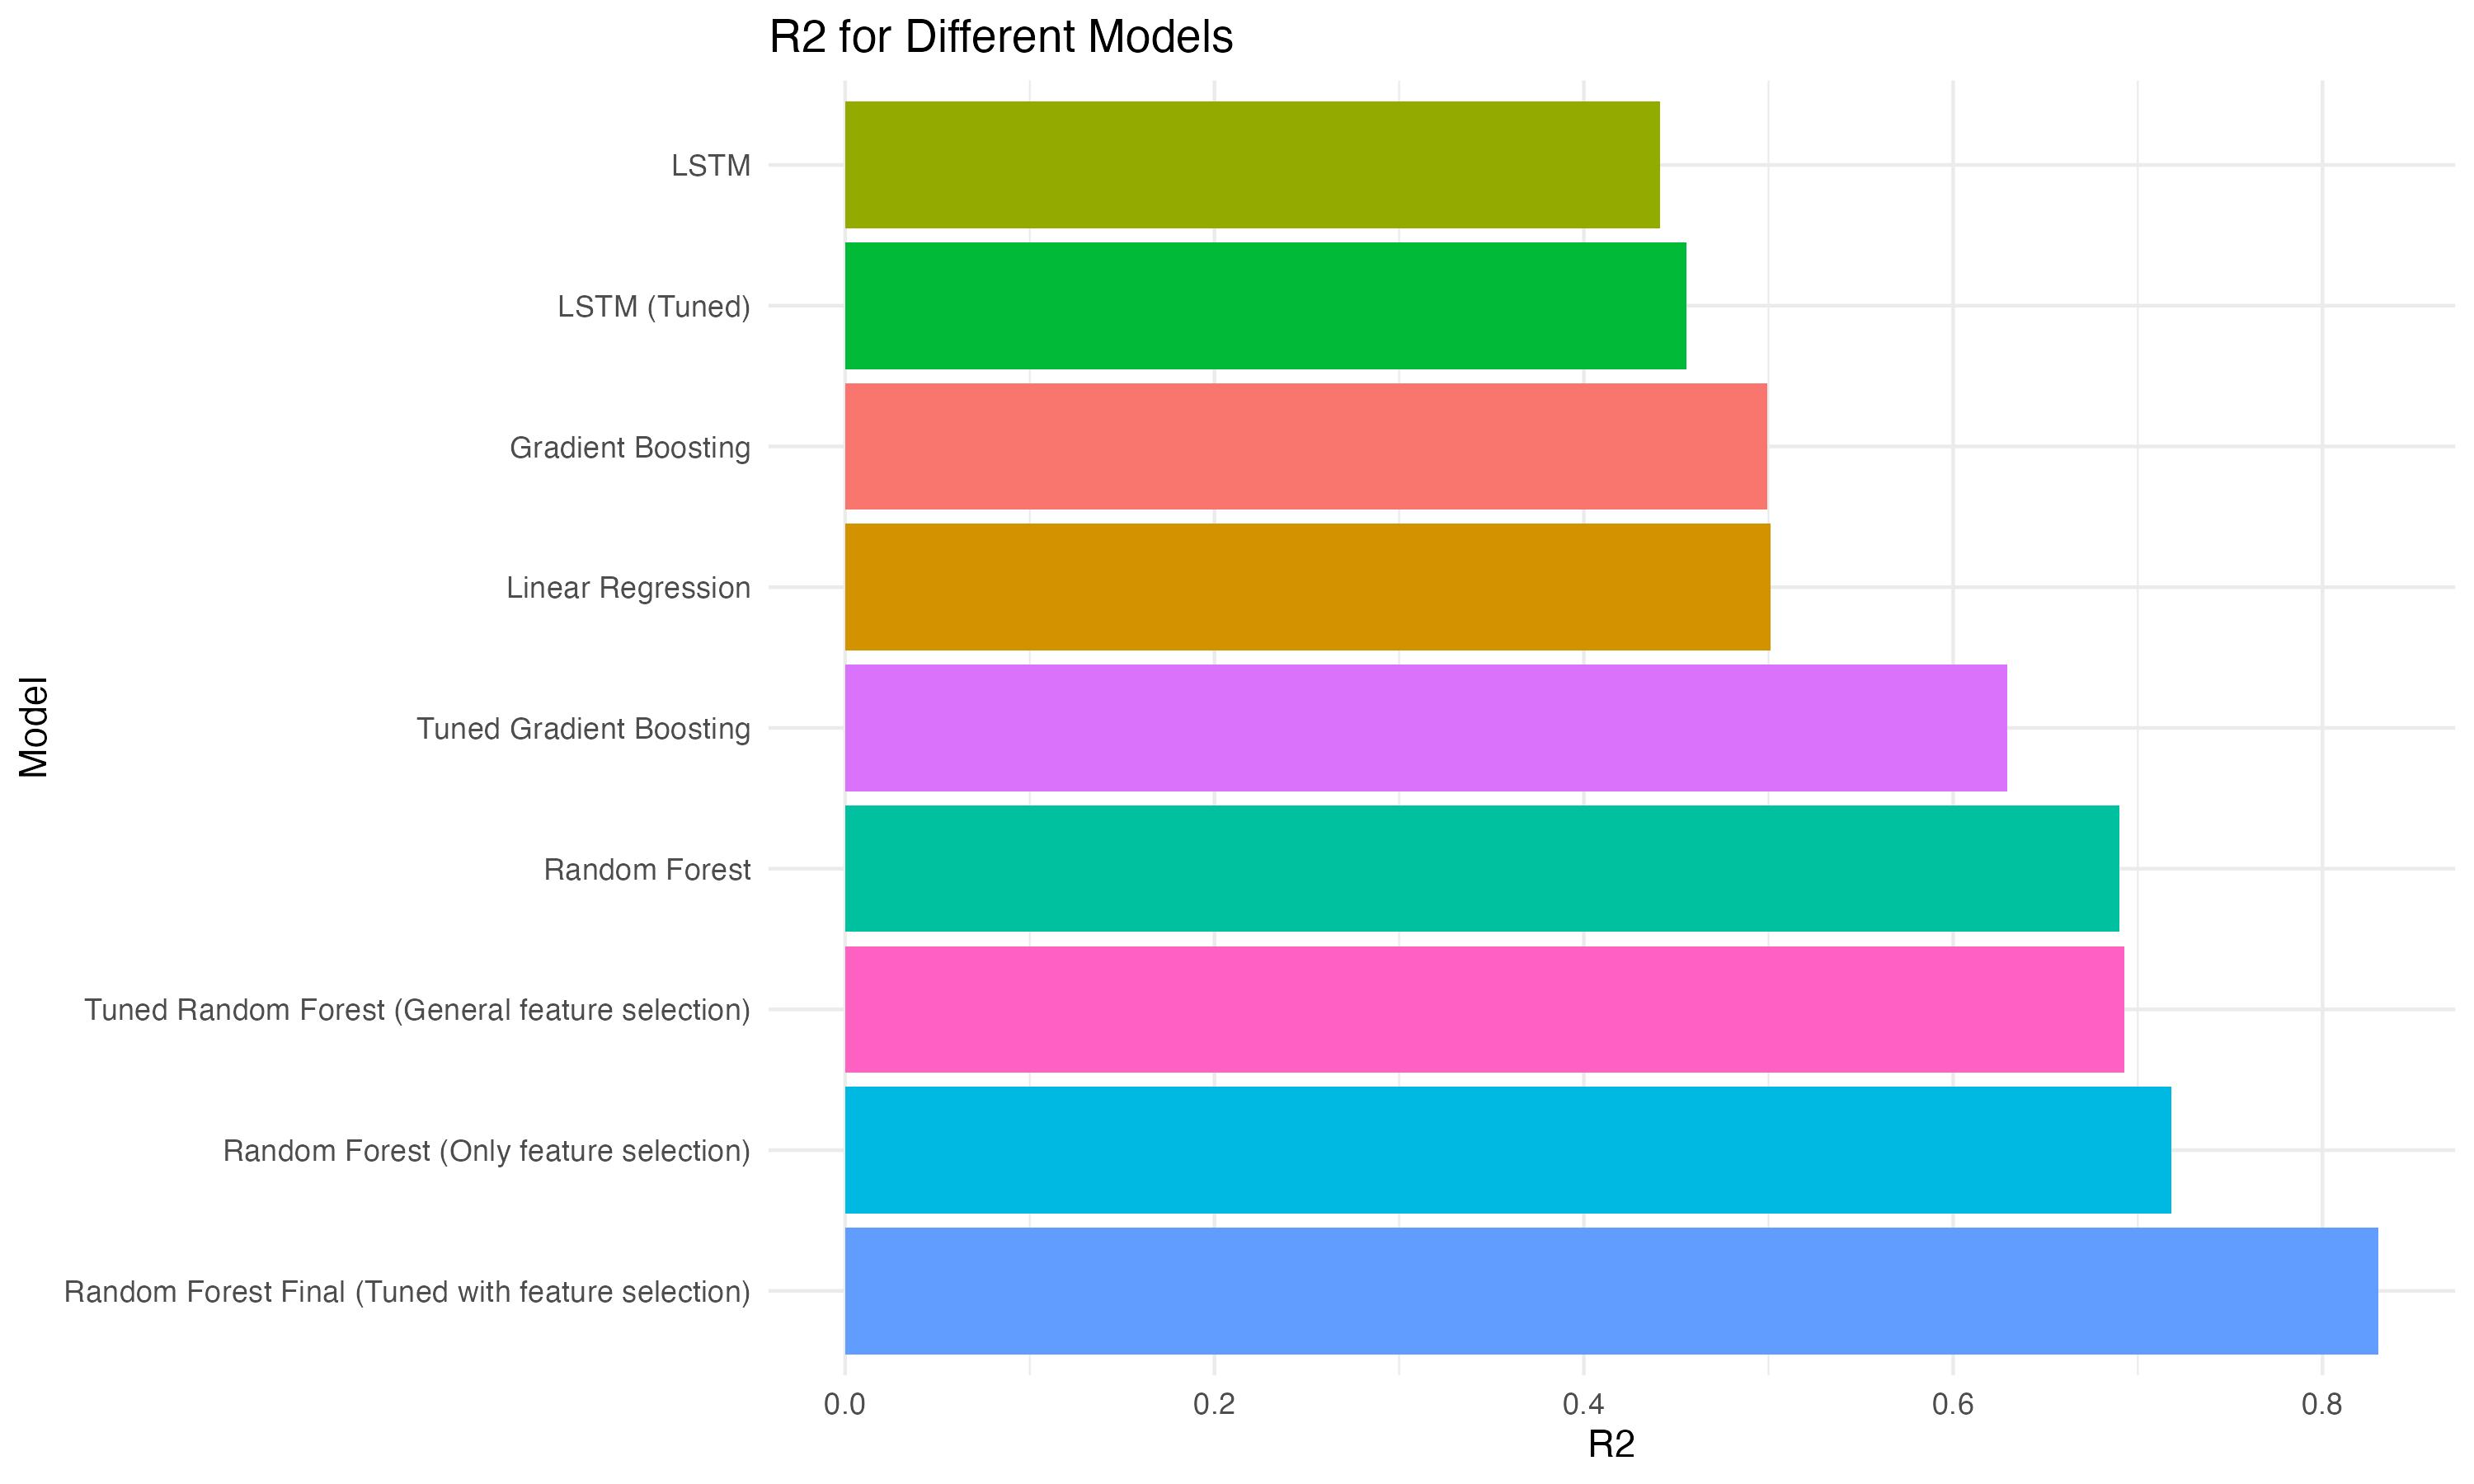 R2 for Different Models
Model
LSTM
LSTM (Tuned)
Gradient Boosting
Linear Regression
Tuned Gradient Boosting
Random Forest
Tuned Random Forest (General feature selection)
Random Forest (Only feature selection)
Random Forest Final (Tuned with feature selection)
0.0 0.2 0.4 0.6 0.8
R2